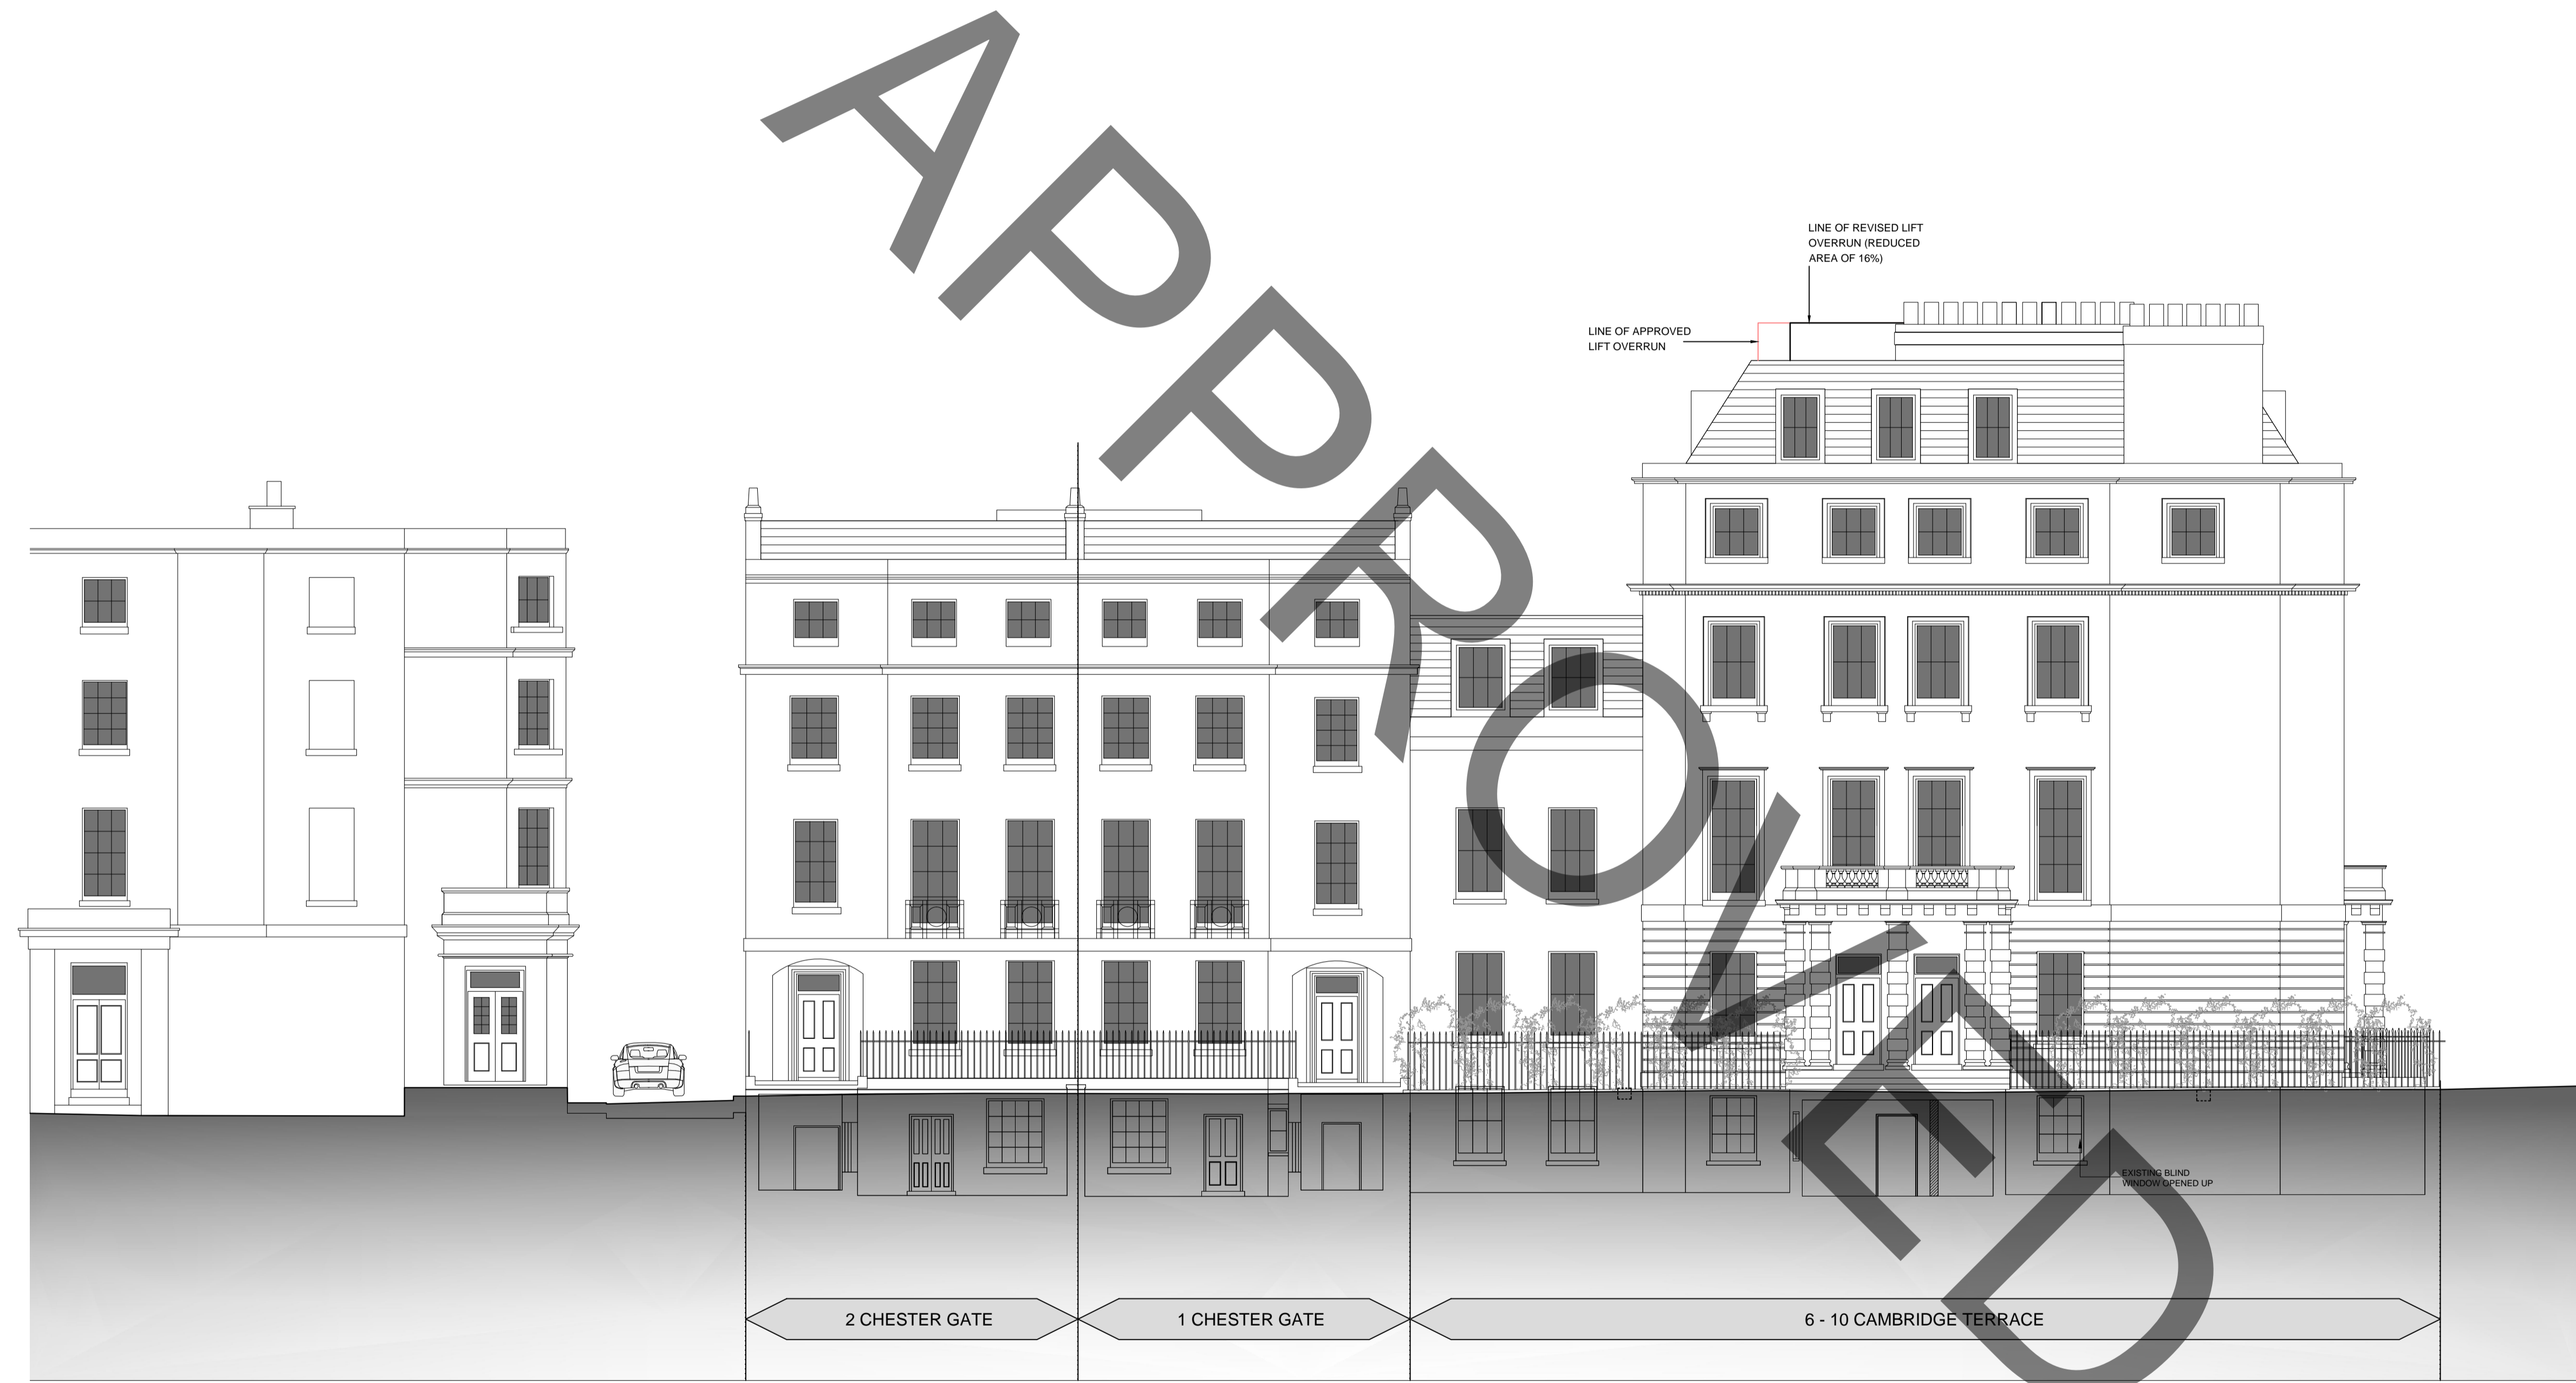 LINE OF REVISED LIFT
OVERRUN (REDUCED
AREA OF 16%)
LINE OF APPROVED
LIFT OVERRUN
APPROVED
EXISTING BLIND
WINDOW OPENED UP
2 CHESTER GATE
1 CHESTER GATE
6 - 10 CAMBRIDGE TERRACE